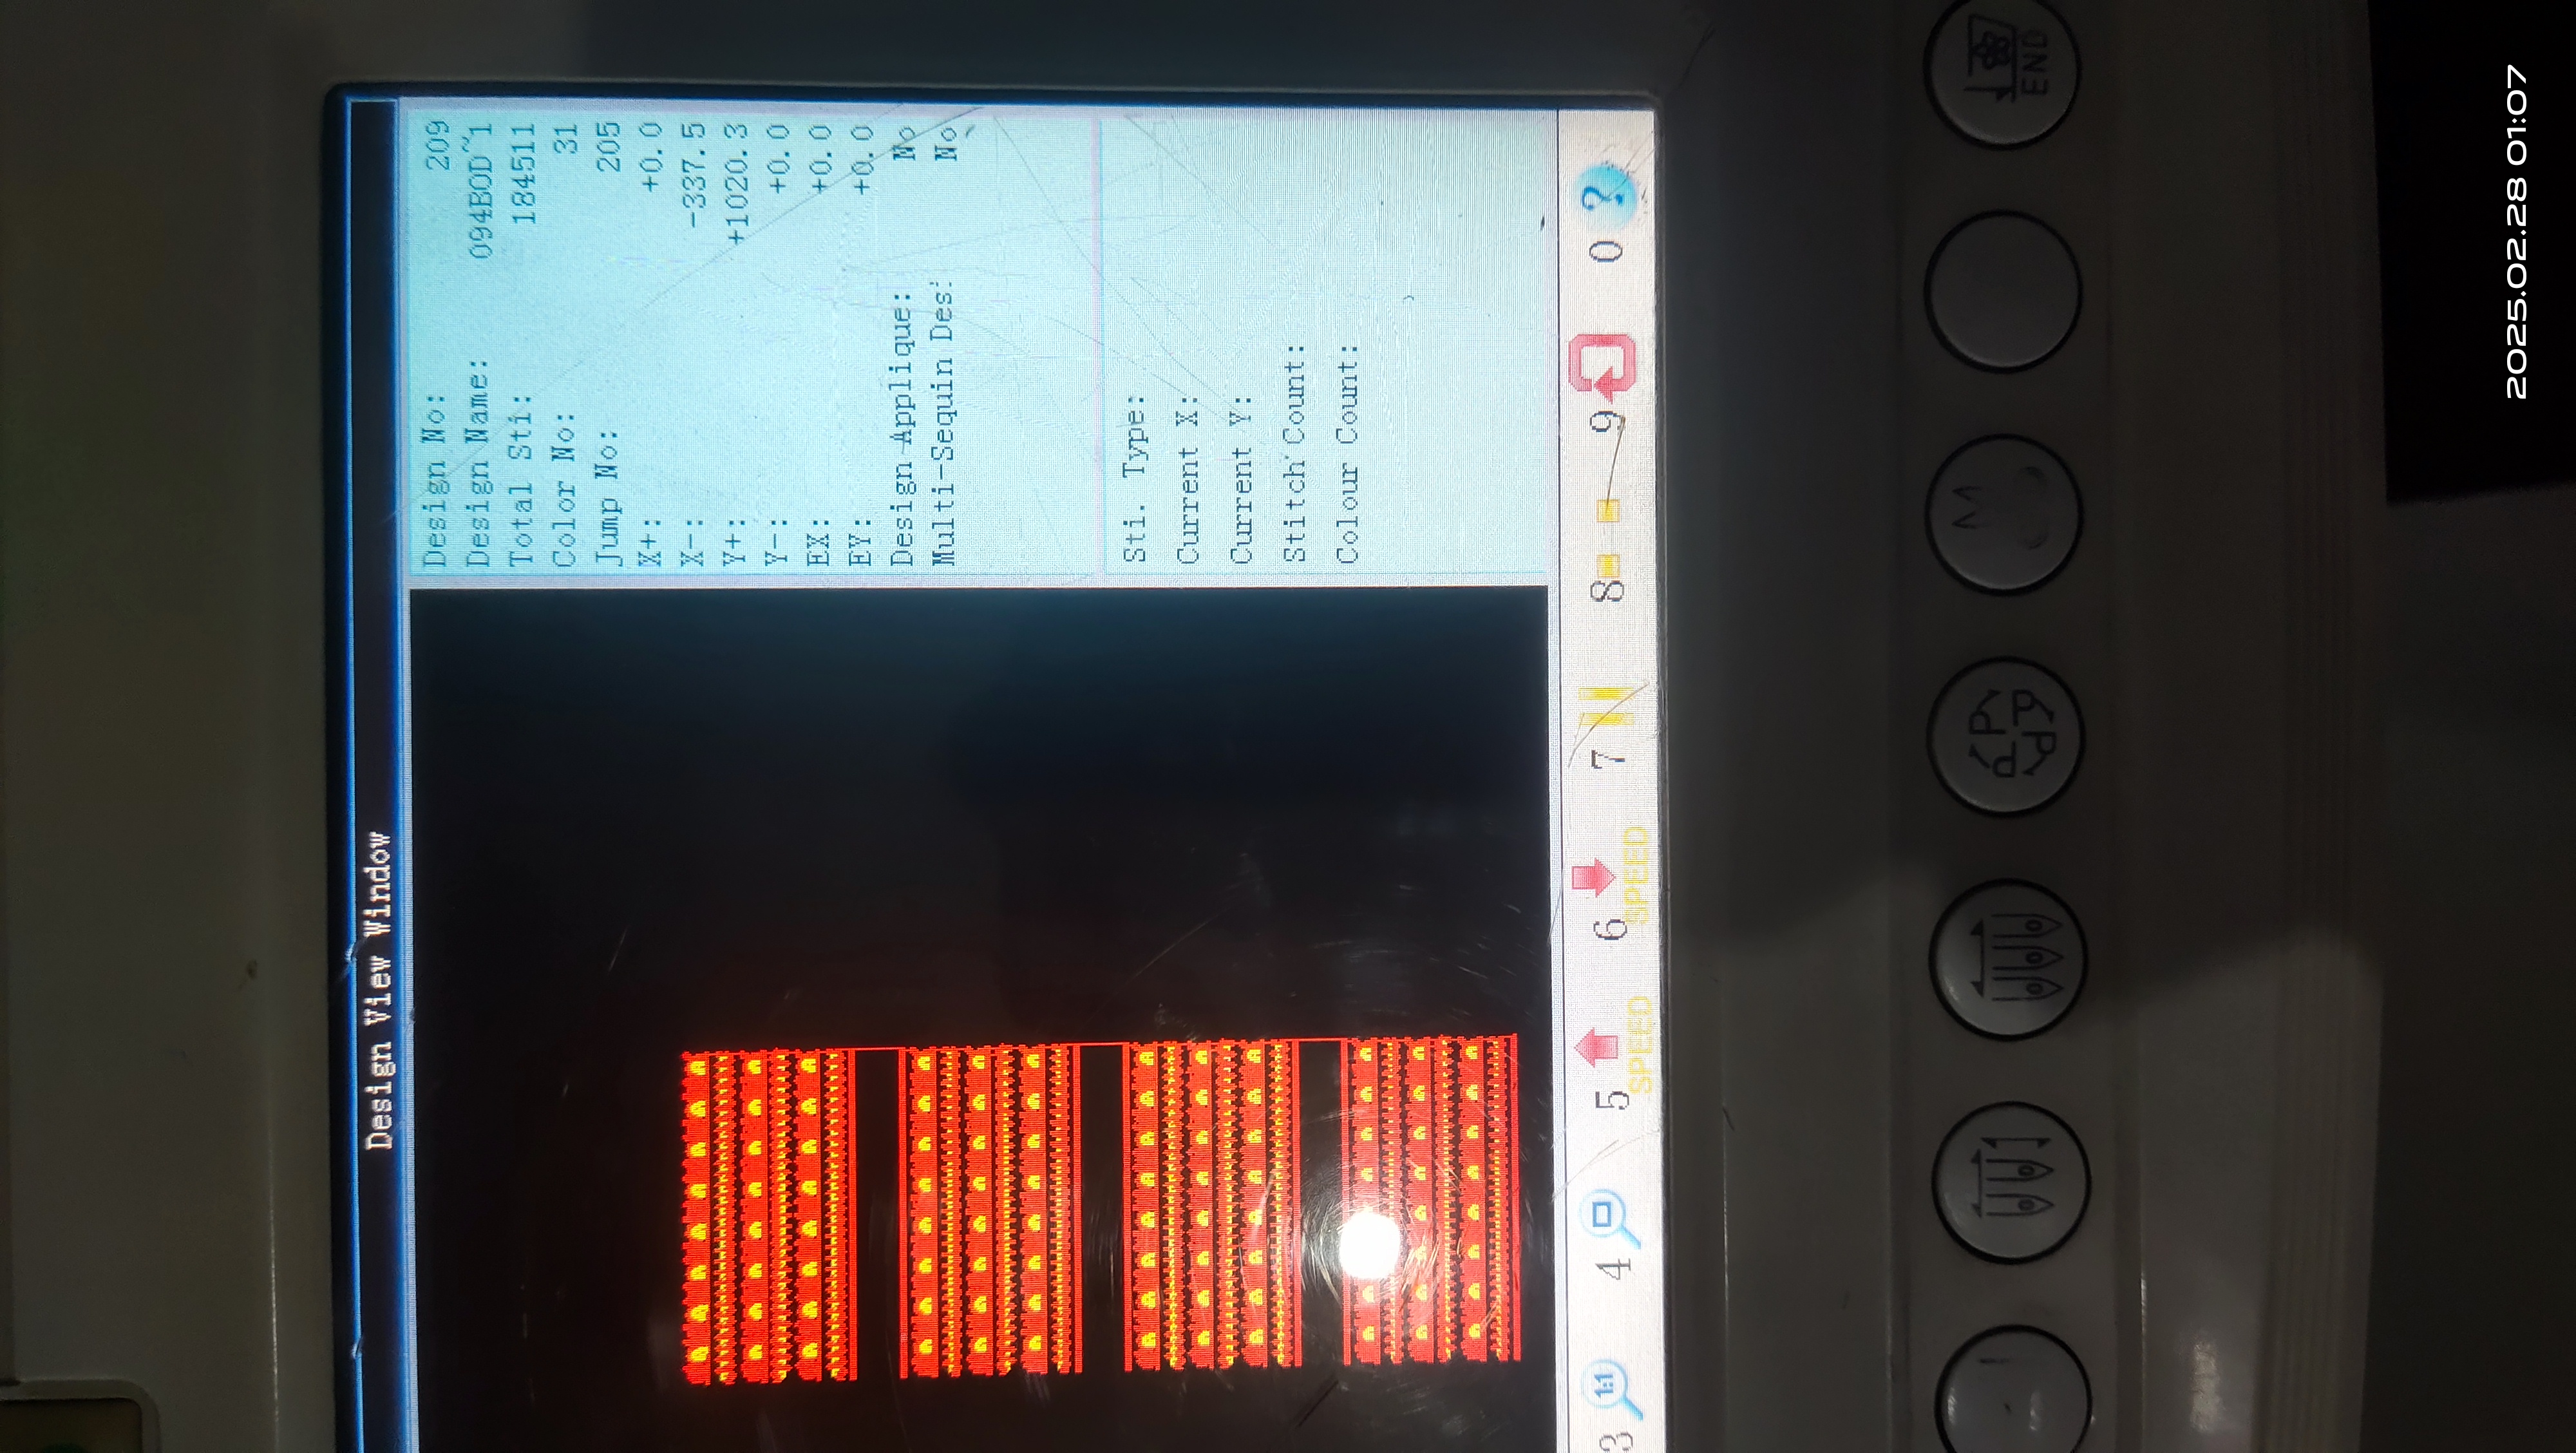 Design View Window
Design No: 209
Design Name: 094BOD~1
Total Sti: 184511
Color No: 31
Jump No: 205
X+: +0.0
X-: -337.5
Y+: +1020.3
Y-: +0.0
EX: +0.0
EY: +0.0
Design Applique: No
Multi-Sequin Des: No
Sti. Type:
Current X:
Current Y:
Stitch Count:
Colour Count:
3 1:1 4 5 SPEED 6 SPEED 7 8 9 0 ?
P P P P M END
2025.02.28 01:07